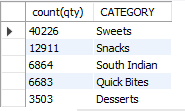 count(qty) CATEGORY
40226 Sweets
12911 Snacks
6864 South Indian
6683 Quick Bites
3503 Desserts